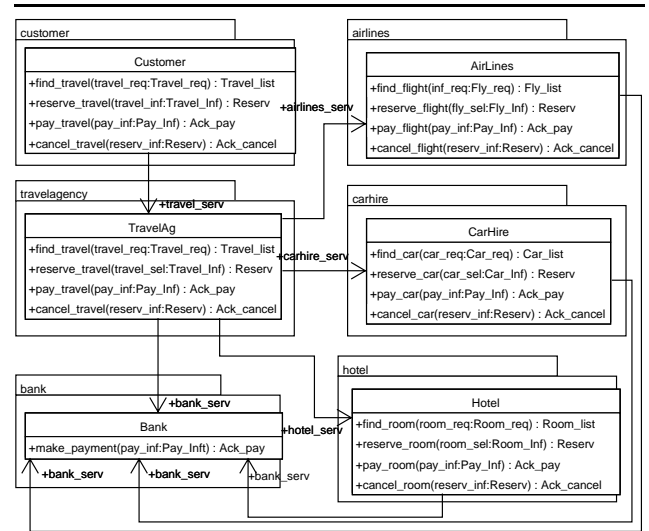 customer
Customer
+find_travel(travel_req:Travel_req) : Travel_list
+reserve_travel(travel_inf:Travel_Inf) : Reserv
+pay_travel(pay_inf:Pay_Inf) : Ack_pay
+cancel_travel(reserv_inf:Reserv) : Ack_cancel
+airlines_serv
airlines
AirLines
+find_flight(inf_req:Fly_req) : Fly_list
+reserve_flight(fly_sel:Fly_Inf) : Reserv
+pay_flight(pay_inf:Pay_Inf) : Ack_pay
+cancel_flight(reserv_inf:Reserv) : Ack_cancel
travelagency
+travel_serv
TravelAg
+find_travel(travel_req:Travel_req) : Travel_list
+reserve_travel(travel_sel:Travel_Inf) : Reserv
+pay_travel(pay_inf:Pay_Inf) : Ack_pay
+cancel_travel(reserv_inf:Reserv) : Ack_cancel
+carhire_serv
carhire
CarHire
+find_car(car_req:Car_req) : Car_list
+reserve_car(car_sel:Car_Inf) : Reserv
+pay_car(pay_inf:Pay_Inf) : Ack_pay
+cancel_car(reserv_inf:Reserv) : Ack_cancel
bank
+bank_serv
Bank
+make_payment(pay_inf:Pay_Inft) : Ack_pay
+hotel_serv
+bank_serv
+bank_serv
+bank_serv
hotel
Hotel
+find_room(room_req:Room_req) : Room_list
+reserve_room(room_sel:Room_Inf) : Reserv
+pay_room(pay_inf:Pay_Inf) : Ack_pay
+cancel_room(reserv_inf:Reserv) : Ack_cancel